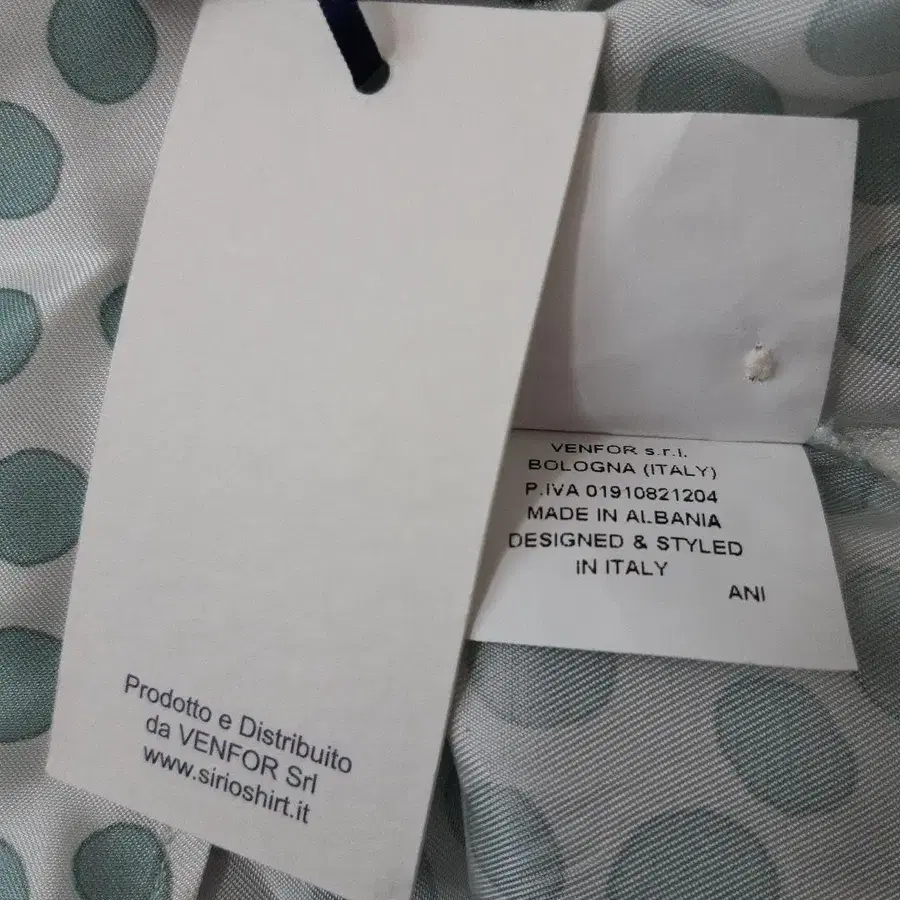 Prodotto e Distribuito
da VENFOR Srl
www.sirioshirt.it
VENFOR s.r.l.
BOLOGNA (ITALY)
P.IVA 01910821204
MADE IN ALBANIA
DESIGNED & STYLED
IN ITALY
ANI